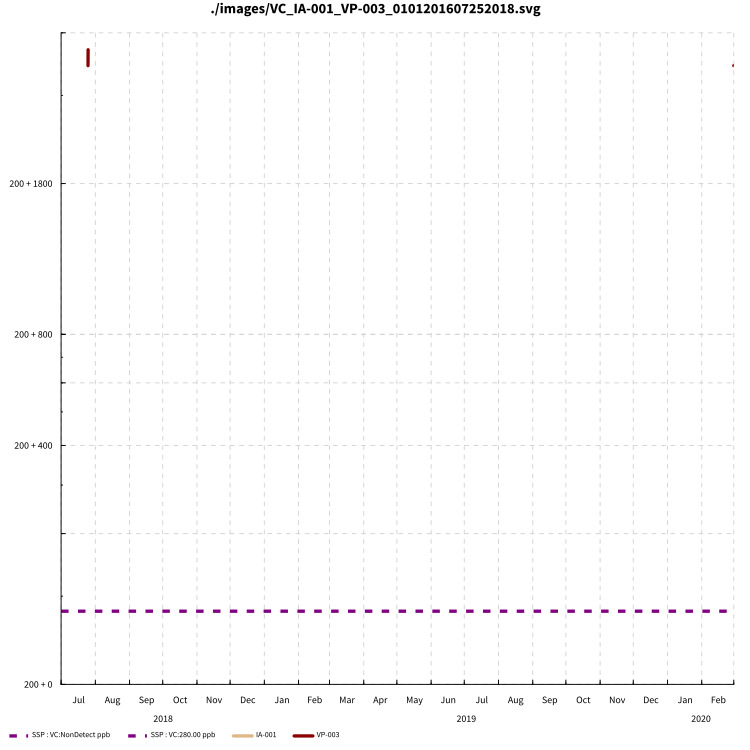 ./images/VC_IA-001_VP-003_0101201607252018.svg
200 + 1800
200 + 800
200 + 400
200 + 0
Jul Aug Sep Oct Nov Dec Jan Feb Mar Apr May Jun Jul Aug Sep Oct Nov Dec Jan Feb
2018 2019 2020
SSP : VC:NonDetect ppb SSP : VC:280.00 ppb IA-001 VP-003